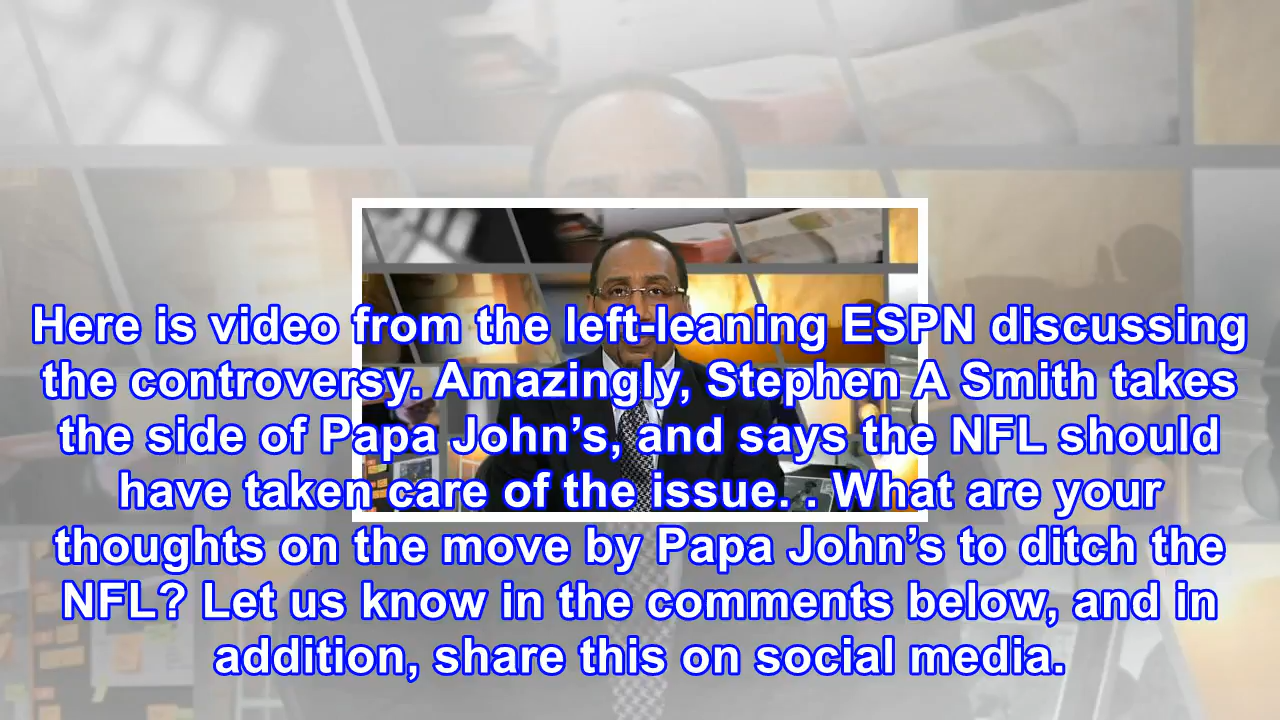 Here is video from the left-leaning ESPN discussing
the controversy. Amazingly, Stephen A Smith takes
the side of Papa John’s, and says the NFL should
have taken care of the issue. . What are your
thoughts on the move by Papa John’s to ditch the
NFL? Let us know in the comments below, and in
addition, share this on social media.